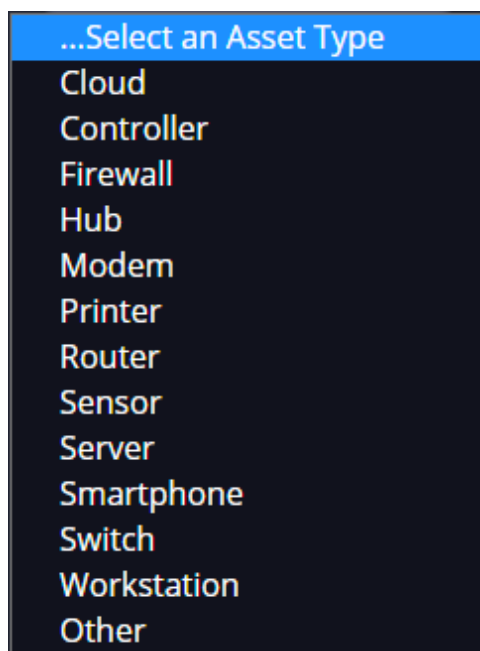 ...Select an Asset Type
Cloud
Controller
Firewall
Hub
Modem
Printer
Router
Sensor
Server
Smartphone
Switch
Workstation
Other